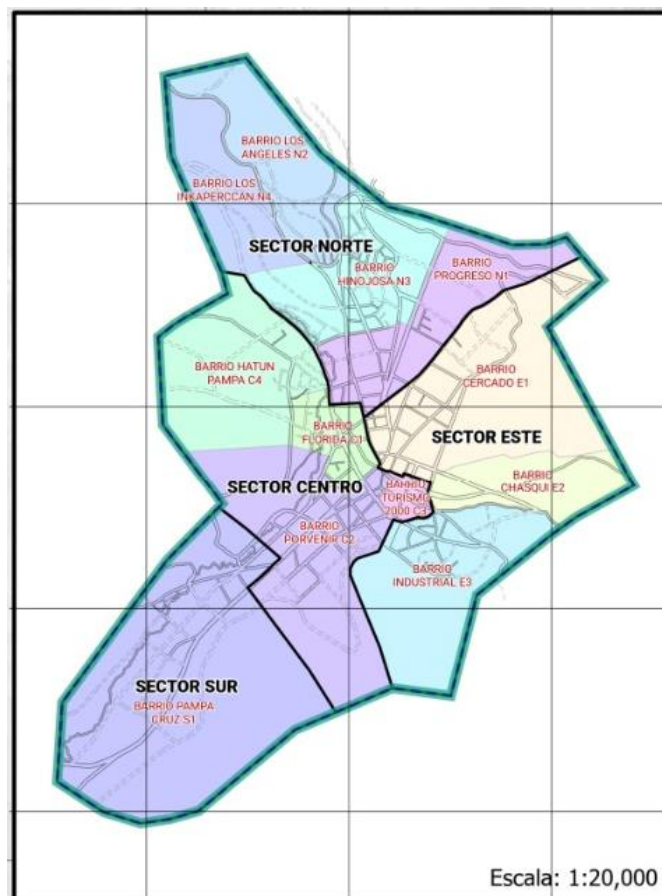 BARRIO LOS
ANGELES N2
BARRIO LOS
INKAPERCCAN N4
SECTOR NORTE
BARRIO
HINOJOSA N3
BARRIO
PROGRESO N1
BARRIO HATUN
PAMPA C4
BARRIO
CERCADO E1
BARRIO
FLORIDA C1
SECTOR ESTE
SECTOR CENTRO
BARRIO
TURISMO
2000 C3
BARRIO
CHASQUI E2
BARRIO
PORVENIR C2
BARRIO
INDUSTRIAL E3
SECTOR SUR
BARRIO PAMPA
CRUZ S1
Escala: 1:20,000